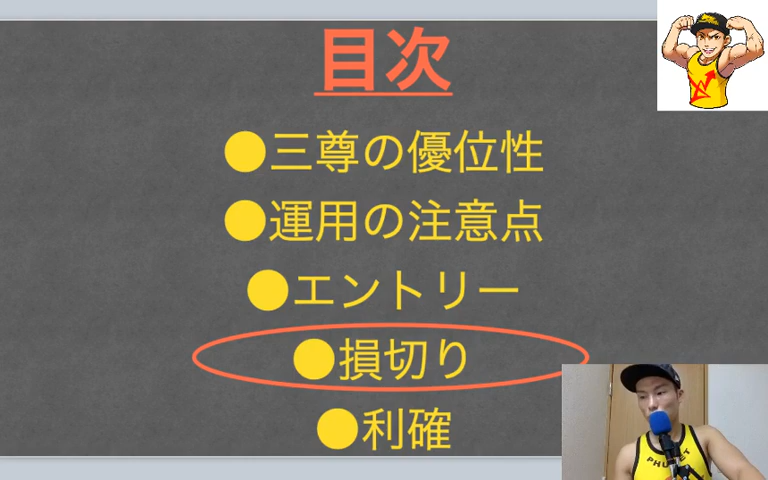 目次
●三尊の優位性
●運用の注意点
●エントリー
●損切り
●利確
PHUKET